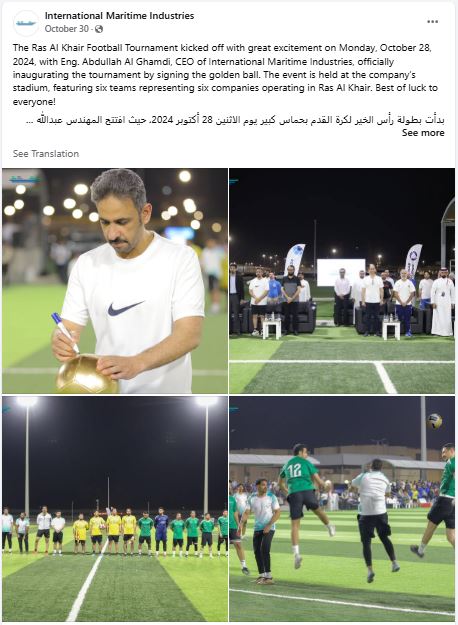 International Maritime Industries
October 30
The Ras Al Khair Football Tournament kicked off with great excitement on Monday, October 28,
2024, with Eng. Abdullah Al Ghamdi, CEO of International Maritime Industries, officially
inaugurating the tournament by signing the golden ball. The event is held at the company's
stadium, featuring six teams representing six companies operating in Ras Al Khair. Best of luck to
everyone!
بدأت بطولة رأس الخير لكرة القدم بحماس كبير يوم الاثنين 28 أكتوبر 2024، حيث افتتح المهندس عبدالله ...
See more
See Translation
12